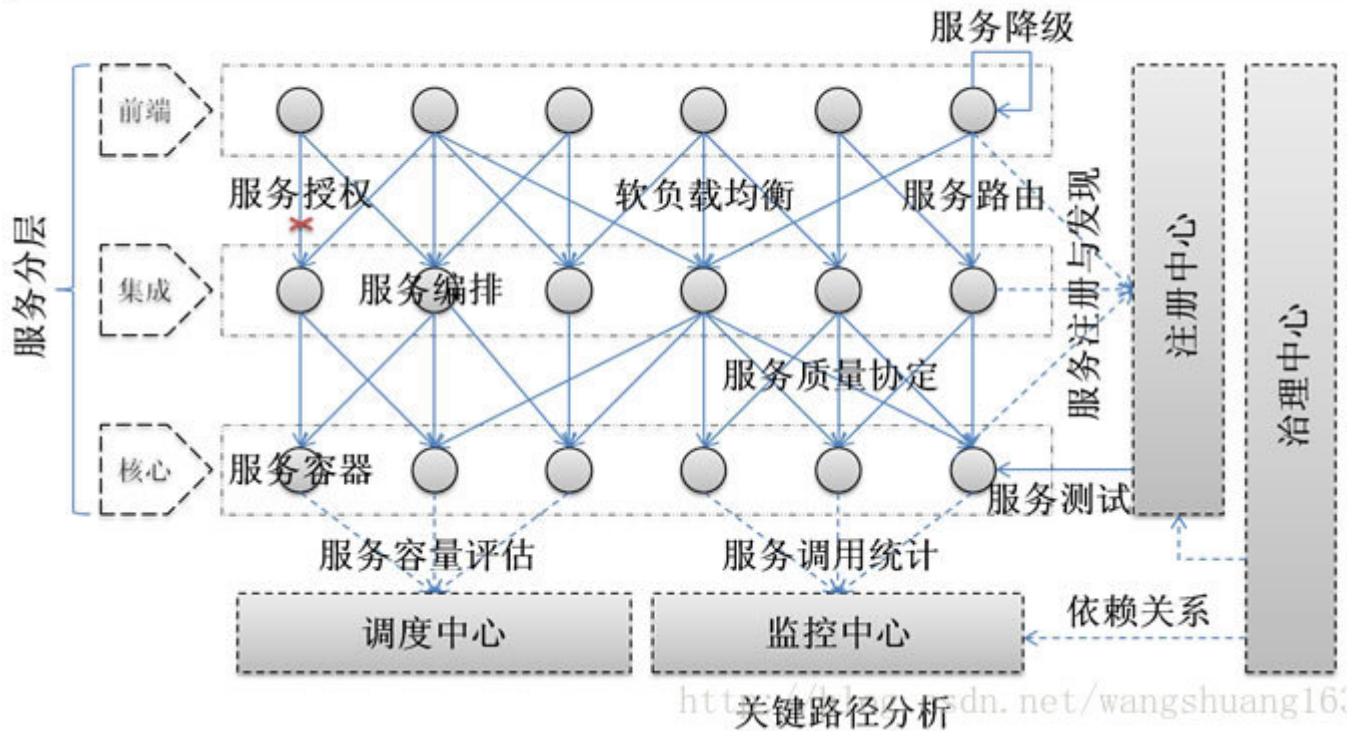 服务降级
前端
服务授权
软负载均衡
服务路由
服务分层
集成
服务编排
服务注册与发现
注册中心
治理中心
服务质量协定
核心
服务容器
服务测试
服务容量评估
服务调用统计
调度中心
监控中心
依赖关系
关键路径分析